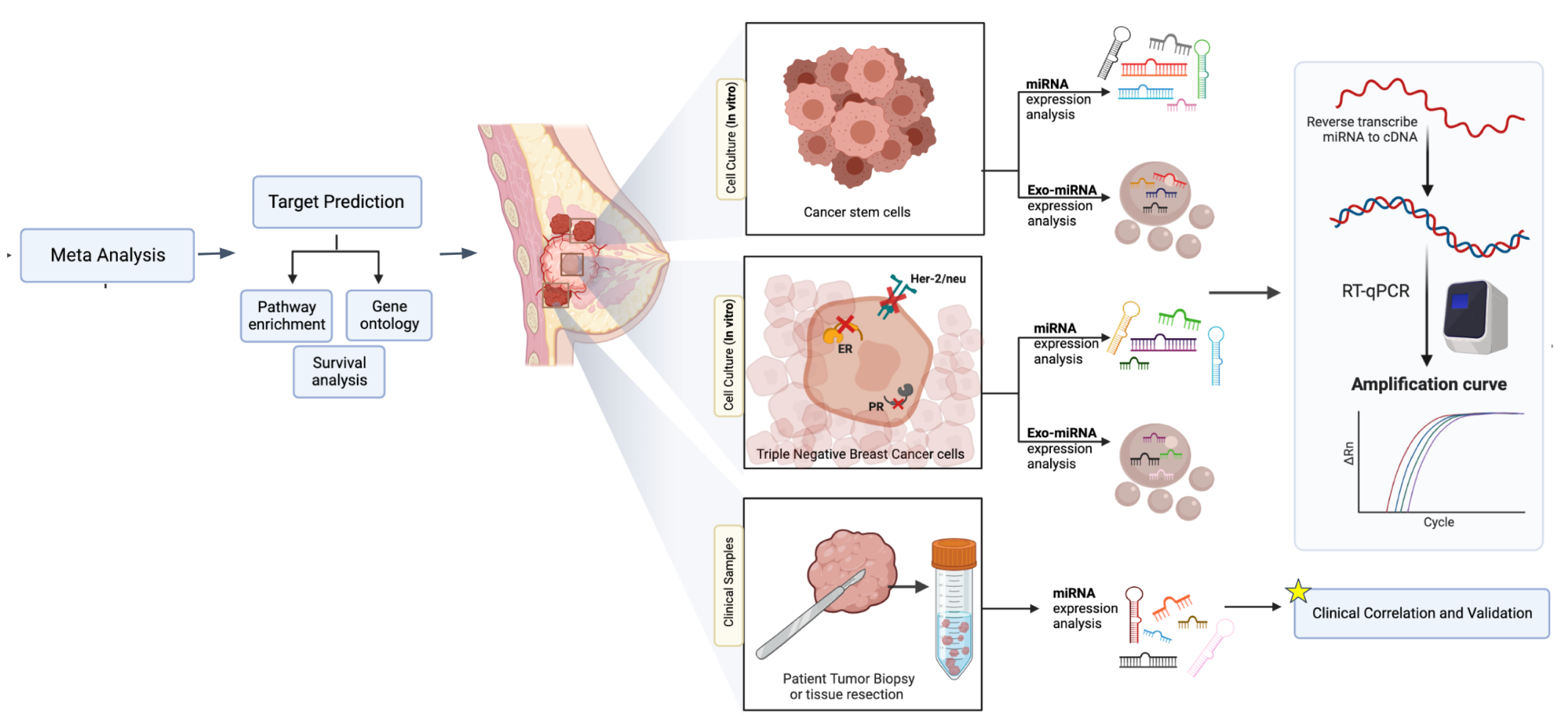 Meta Analysis
Target Prediction
Pathway
enrichment
Gene
ontology
Survival
analysis
Cell Culture (In vitro)
Cancer stem cells
miRNA
expression
analysis
Exo-miRNA
expression
analysis
Cell Culture (In vitro)
Her-2/neu
ER
PR
Triple Negative Breast Cancer cells
miRNA
expression
analysis
Exo-miRNA
expression
analysis
Clinical Samples
Patient Tumor Biopsy
or tissue resection
miRNA
expression
analysis
Reverse transcribe
miRNA to cDNA
RT-qPCR
Amplification curve
ΔRn
Cycle
Clinical Correlation and Validation